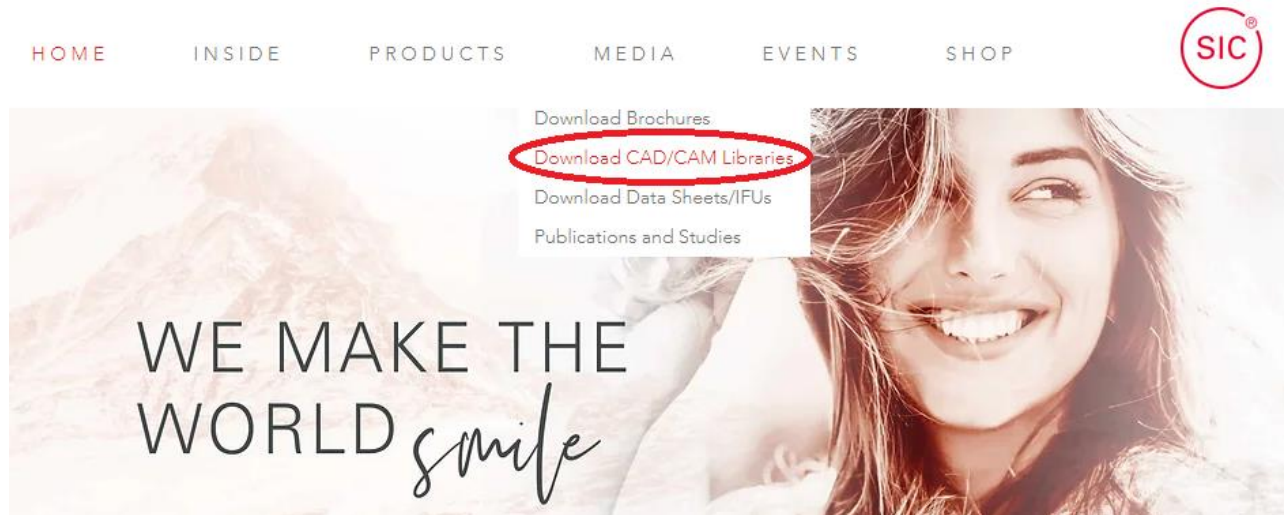 HOME INSIDE PRODUCTS MEDIA EVENTS SHOP
SIC®
Download Brochures
Download CAD/CAM Libraries
Download Data Sheets/IFUs
Publications and Studies
WE MAKE THE
WORLD smile